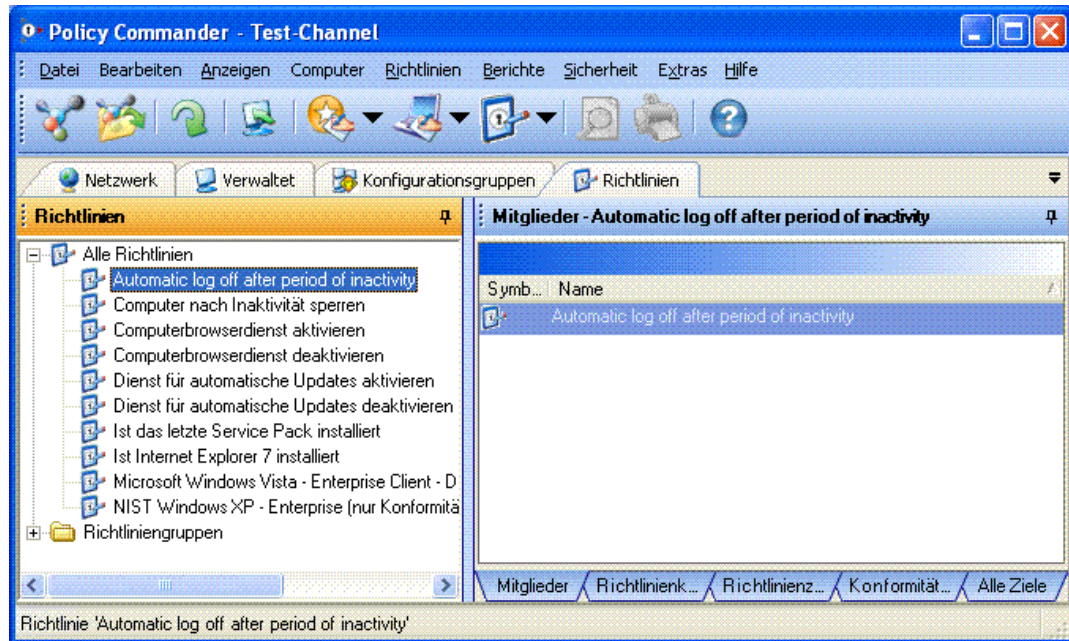 Policy Commander - Test-Channel
Datei Bearbeiten Anzeigen Computer Richtlinien Berichte Sicherheit Extras Hilfe
Netzwerk Verwaltet Konfigurationsgruppen Richtlinien
Richtlinien
Alle Richtlinien
Automatic log off after period of inactivity
Computer nach Inaktivität sperren
Computerbrowserdienst aktivieren
Computerbrowserdienst deaktivieren
Dienst für automatische Updates aktivieren
Dienst für automatische Updates deaktivieren
Ist das letzte Service Pack installiert
Ist Internet Explorer 7 installiert
Microsoft Windows Vista - Enterprise Client - D
NIST Windows XP - Enterprise (nur Konformitä
Richtliniengruppen
Mitglieder - Automatic log off after period of inactivity
Symb... Name
Automatic log off after period of inactivity
Mitglieder Richtlinienk... Richtlinienz... Konformität... Alle Ziele
Richtlinie 'Automatic log off after period of inactivity'